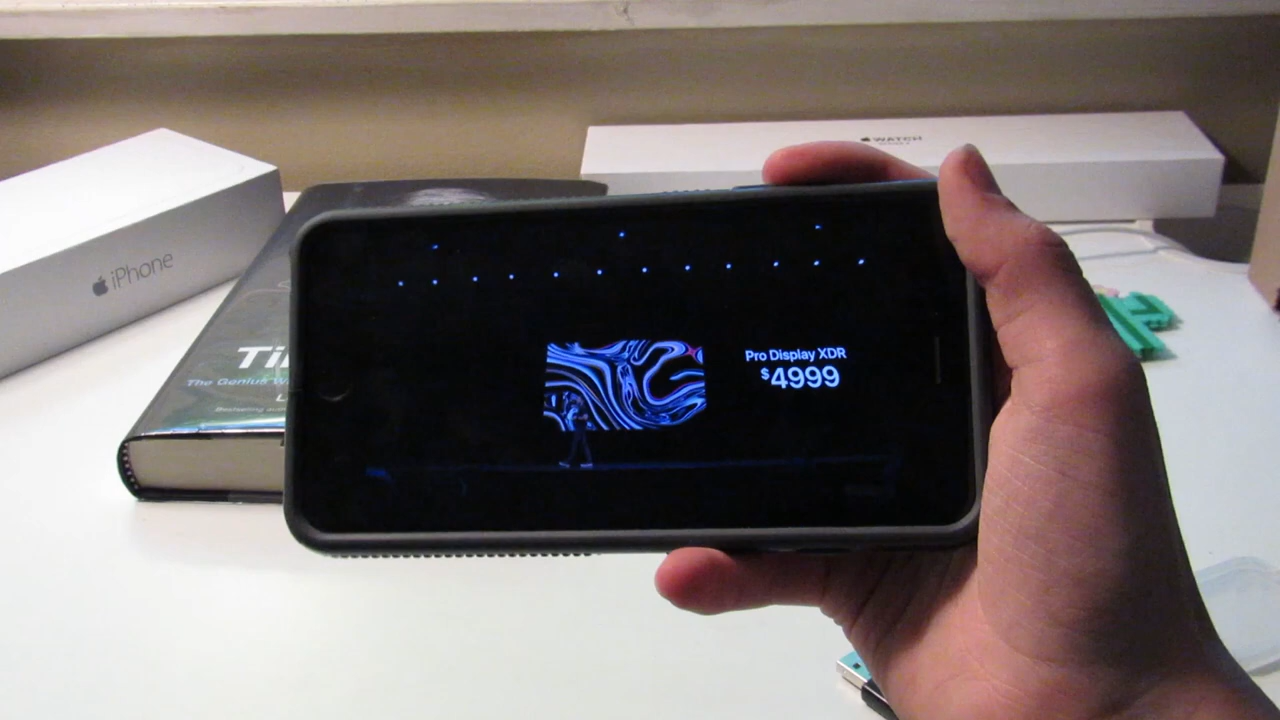 WATCH
iPhone
Pro Display XDR
$4999
Ti
The Genius W
L